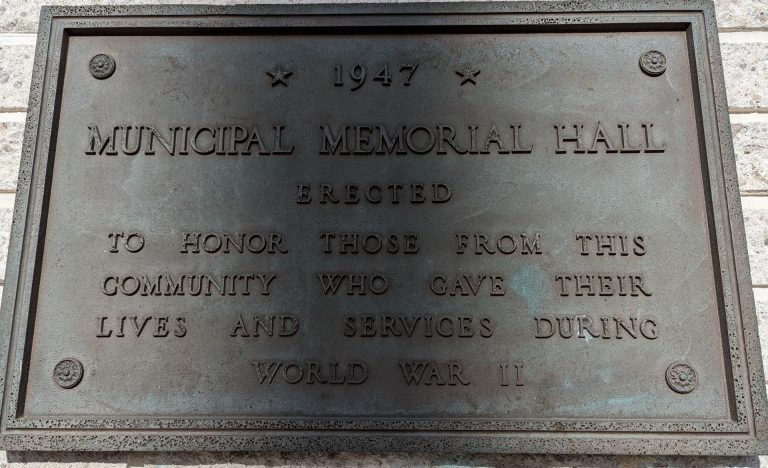 ★ 1947 ★
MUNICIPAL MEMORIAL HALL
ERECTED
TO HONOR THOSE FROM THIS
COMMUNITY WHO GAVE THEIR
LIVES AND SERVICES DURING
WORLD WAR II